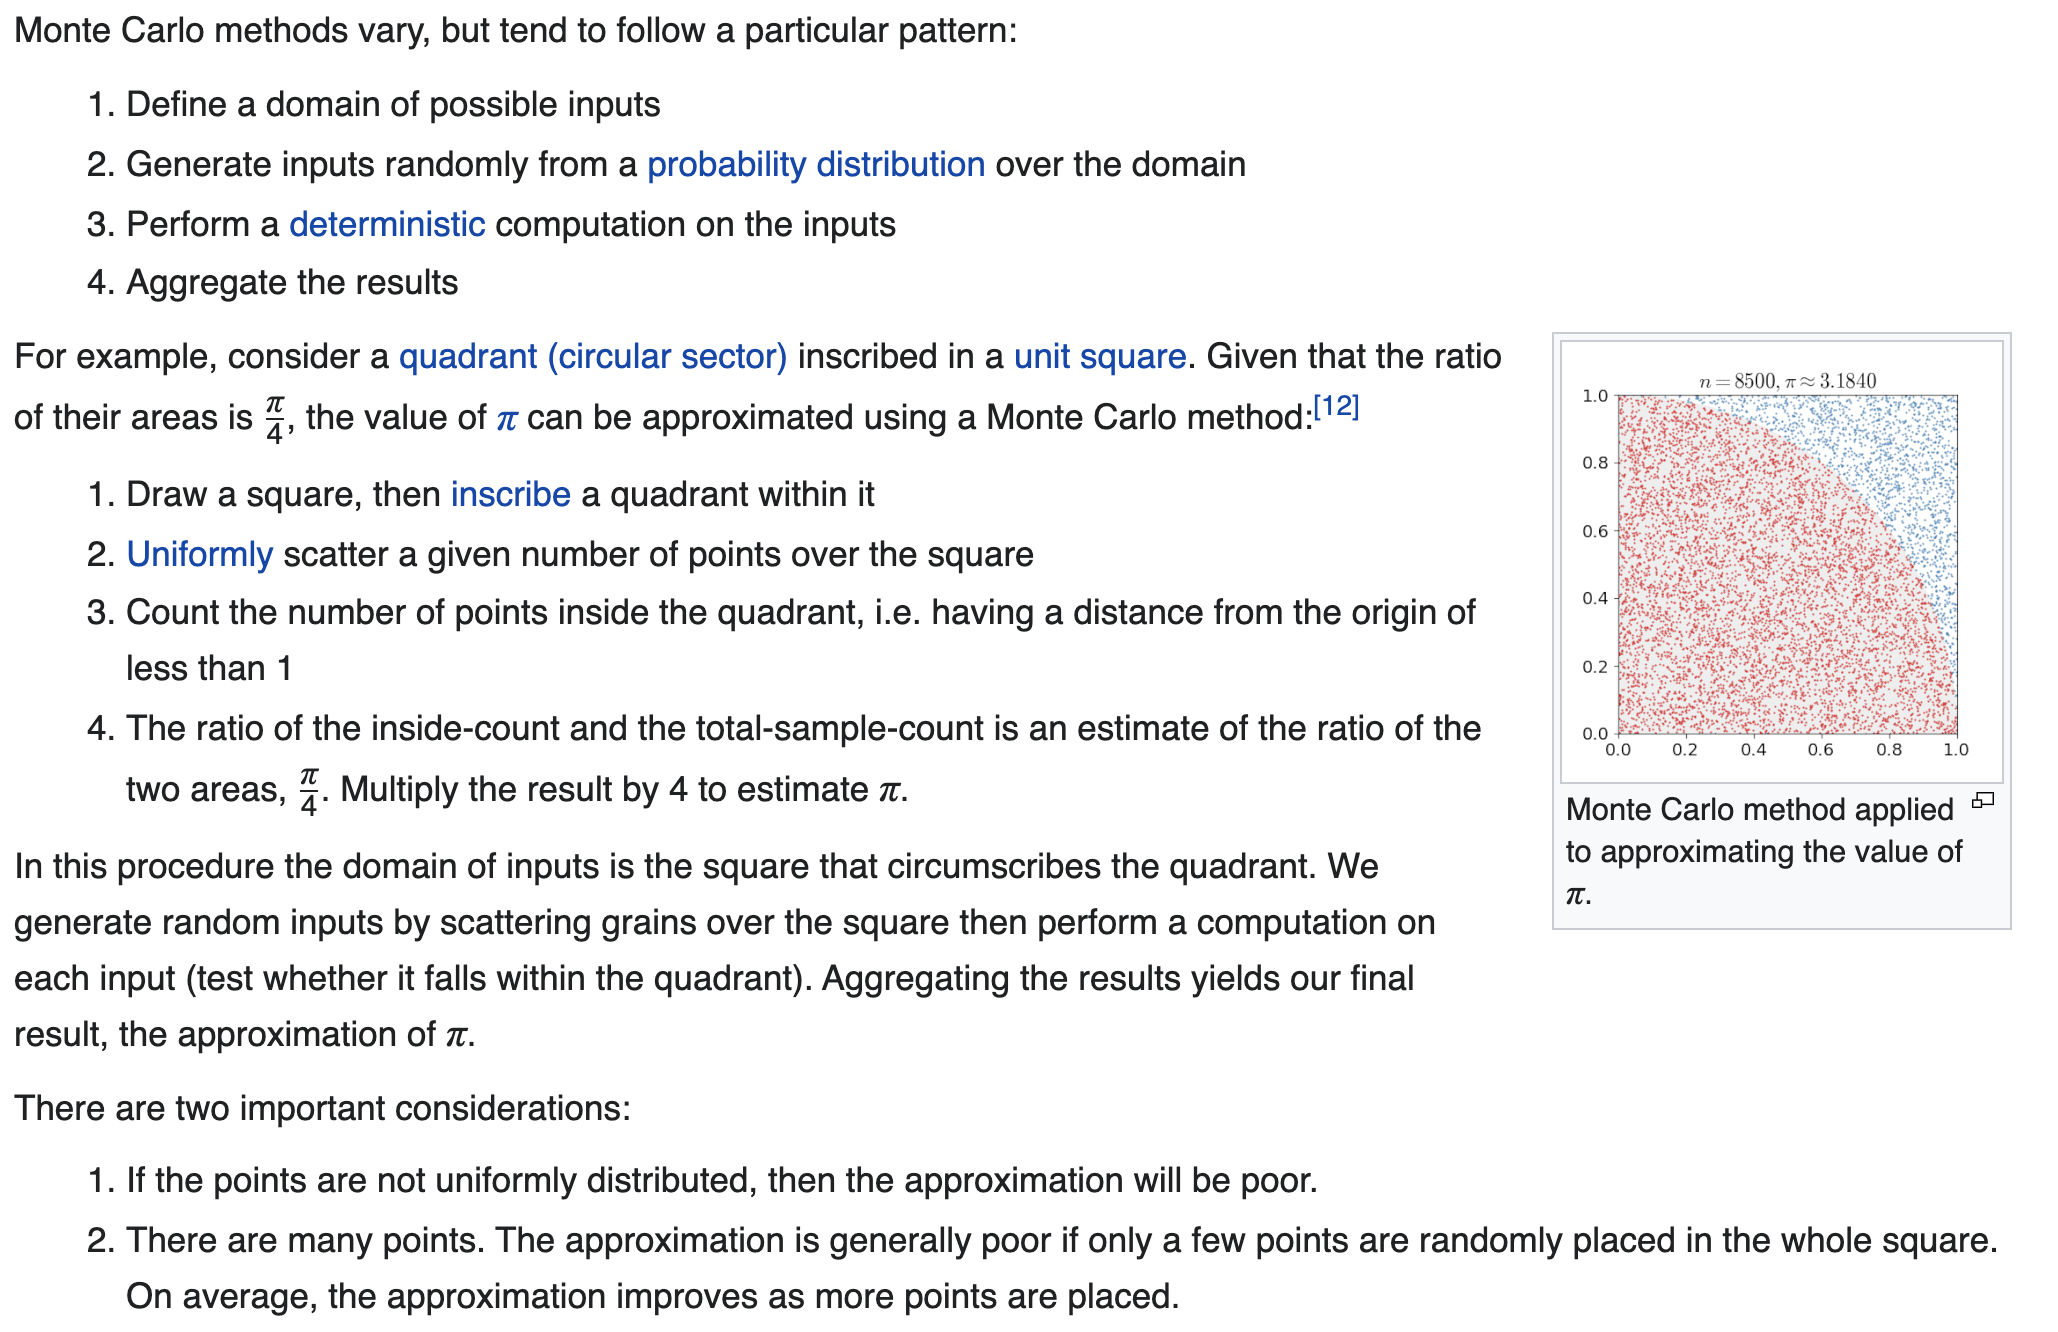 Monte Carlo methods vary, but tend to follow a particular pattern:
1. Define a domain of possible inputs
2. Generate inputs randomly from a probability distribution over the domain
3. Perform a deterministic computation on the inputs
4. Aggregate the results
For example, consider a quadrant (circular sector) inscribed in a unit square. Given that the ratio
of their areas is π/4, the value of π can be approximated using a Monte Carlo method:[12]
1. Draw a square, then inscribe a quadrant within it
2. Uniformly scatter a given number of points over the square
3. Count the number of points inside the quadrant, i.e. having a distance from the origin of
less than 1
4. The ratio of the inside-count and the total-sample-count is an estimate of the ratio of the
two areas, π/4. Multiply the result by 4 to estimate π.
In this procedure the domain of inputs is the square that circumscribes the quadrant. We
generate random inputs by scattering grains over the square then perform a computation on
each input (test whether it falls within the quadrant). Aggregating the results yields our final
result, the approximation of π.
There are two important considerations:
1. If the points are not uniformly distributed, then the approximation will be poor.
2. There are many points. The approximation is generally poor if only a few points are randomly placed in the whole square.
On average, the approximation improves as more points are placed.
n = 8500, π ≈ 3.1840
1.0
0.8
0.6
0.4
0.2
0.0
0.0 0.2 0.4 0.6 0.8 1.0
Monte Carlo method applied
to approximating the value of
π.